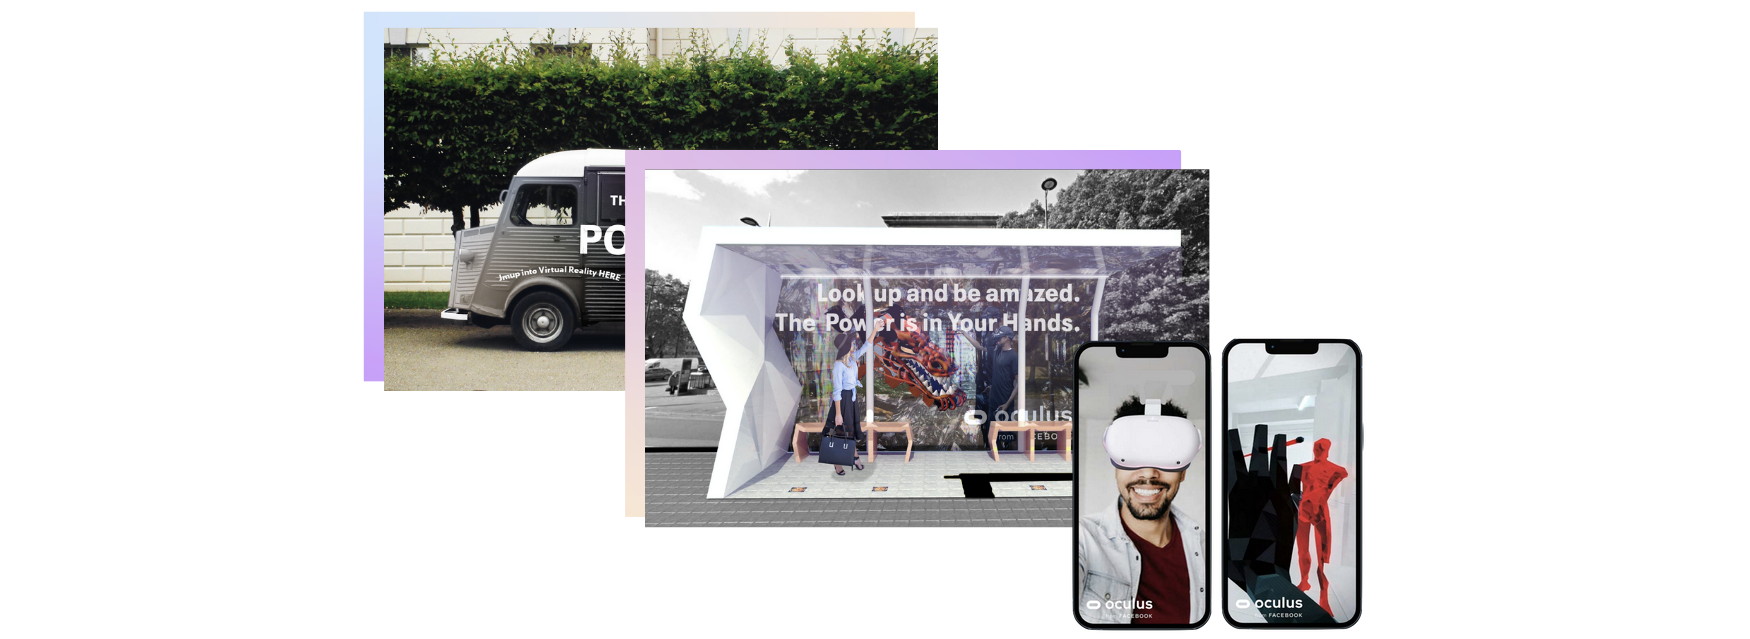 TH
PO
Jmup into Virtual Reality HERE
Look up and be amazed.
The Power is in Your Hands.
oculus
from FACEBO
oculus
from FACEBOOK
oculus
FACEBOOK